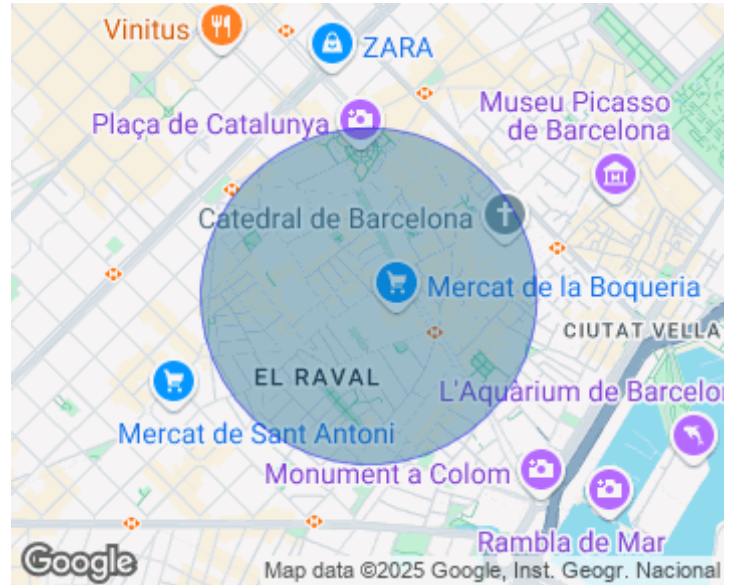 Vinitus
ZARA
Plaça de Catalunya
Museu Picasso
de Barcelona
Catedral de Barcelona
Mercat de la Boqueria
CIUTAT VELLA
EL RAVAL
L'Aquàrium de Barcelo
Mercat de Sant Antoni
Monument a Colom
Rambla de Mar
Google
Map data ©2025 Google, Inst. Geogr. Nacional